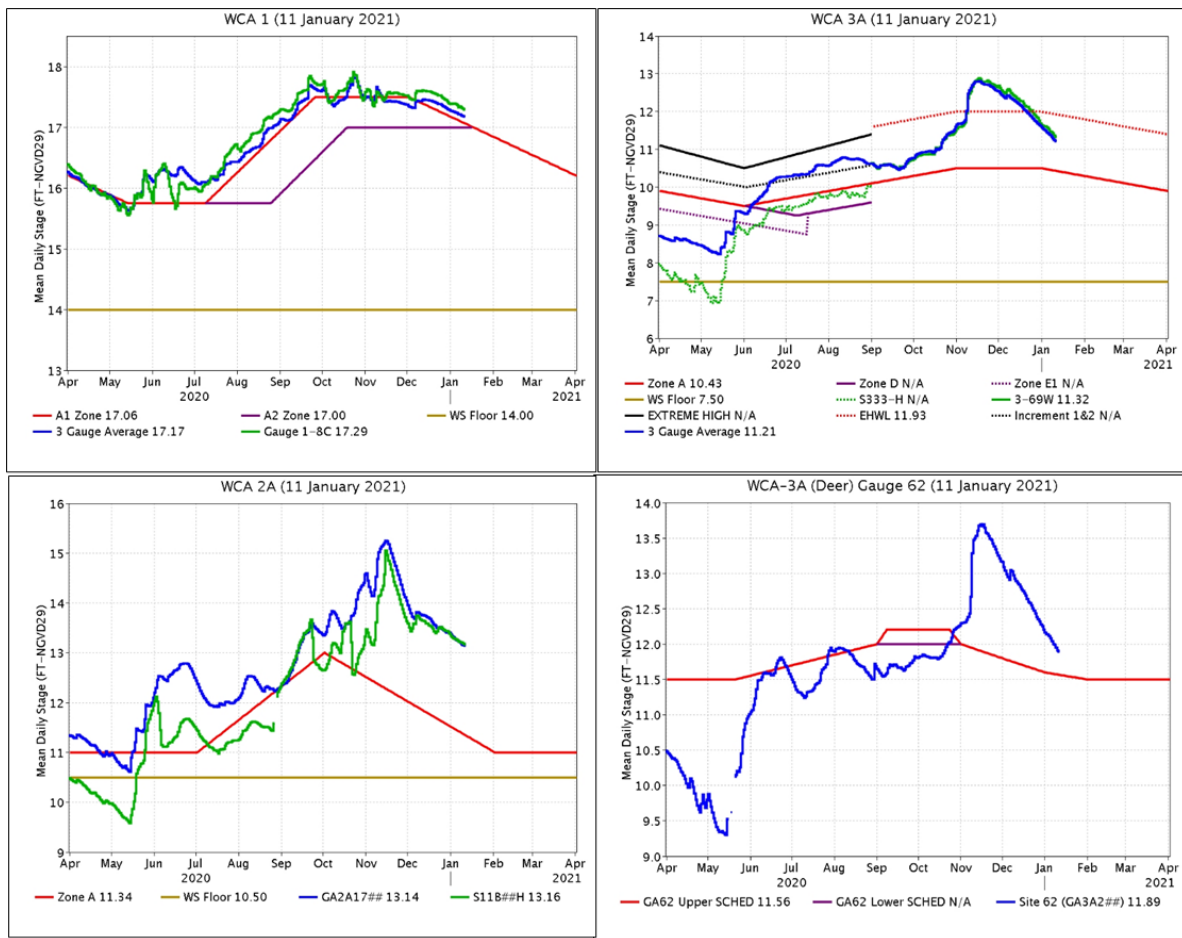 WCA 1 (11 January 2021)
Mean Daily Stage (FT-NGVD29)
18
17
16
15
14
13
Apr May Jun Jul Aug Sep Oct Nov Dec Jan Feb Mar Apr
2020 2021
A1 Zone 17.06 A2 Zone 17.00 WS Floor 14.00
3 Gauge Average 17.17 Gauge 1-8C 17.29
WCA 3A (11 January 2021)
Mean Daily Stage (FT-NGVD29)
14
13
12
11
10
9
8
7
6
Apr May Jun Jul Aug Sep Oct Nov Dec Jan Feb Mar Apr
2020 2021
Zone A 10.43 Zone D N/A Zone E1 N/A
WS Floor 7.50 S333-H N/A 3-69W 11.32
EXTREME HIGH N/A EHWL 11.93 Increment 1&2 N/A
3 Gauge Average 11.21
WCA 2A (11 January 2021)
Mean Daily Stage (FT-NGVD29)
16
15
14
13
12
11
10
9
Apr May Jun Jul Aug Sep Oct Nov Dec Jan Feb Mar Apr
2020 2021
Zone A 11.34 WS Floor 10.50 GA2A17## 13.14 S11B##H 13.16
WCA-3A (Deer) Gauge 62 (11 January 2021)
Mean Daily Stage (FT-NGVD29)
14.0
13.5
13.0
12.5
12.0
11.5
11.0
10.5
10.0
9.5
9.0
Apr May Jun Jul Aug Sep Oct Nov Dec Jan Feb Mar Apr
2020 2021
GA62 Upper SCHED 11.56 GA62 Lower SCHED N/A Site 62 (GA3A2##) 11.89